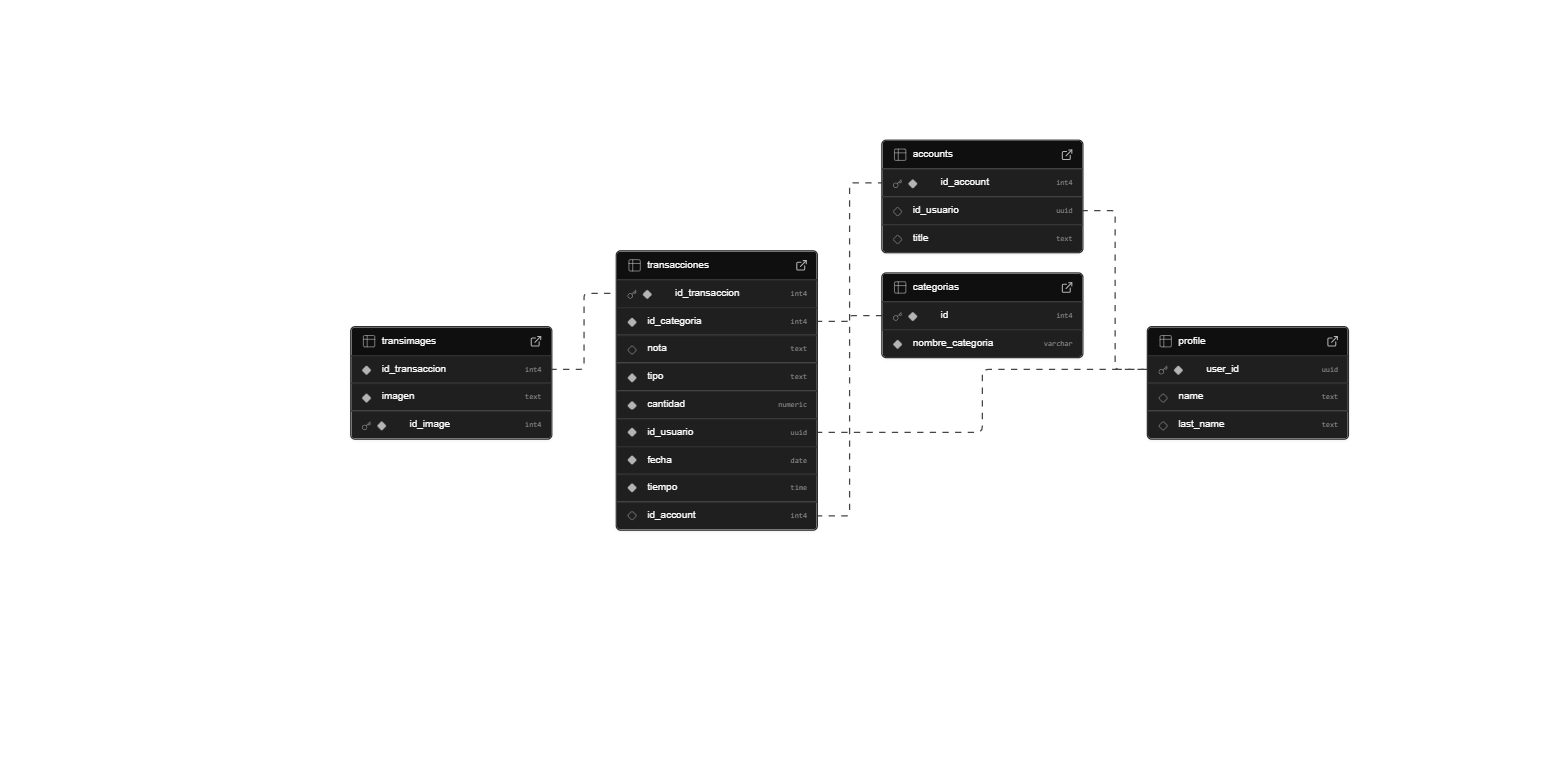 transimages
id_transaccion int4
imagen text
id_image int4
transacciones
id_transaccion int4
id_categoria int4
nota text
tipo text
cantidad numeric
id_usuario uuid
fecha date
tiempo time
id_account int4
accounts
id_account int4
id_usuario uuid
title text
categorias
id int4
nombre_categoria varchar
profile
user_id uuid
name text
last_name text